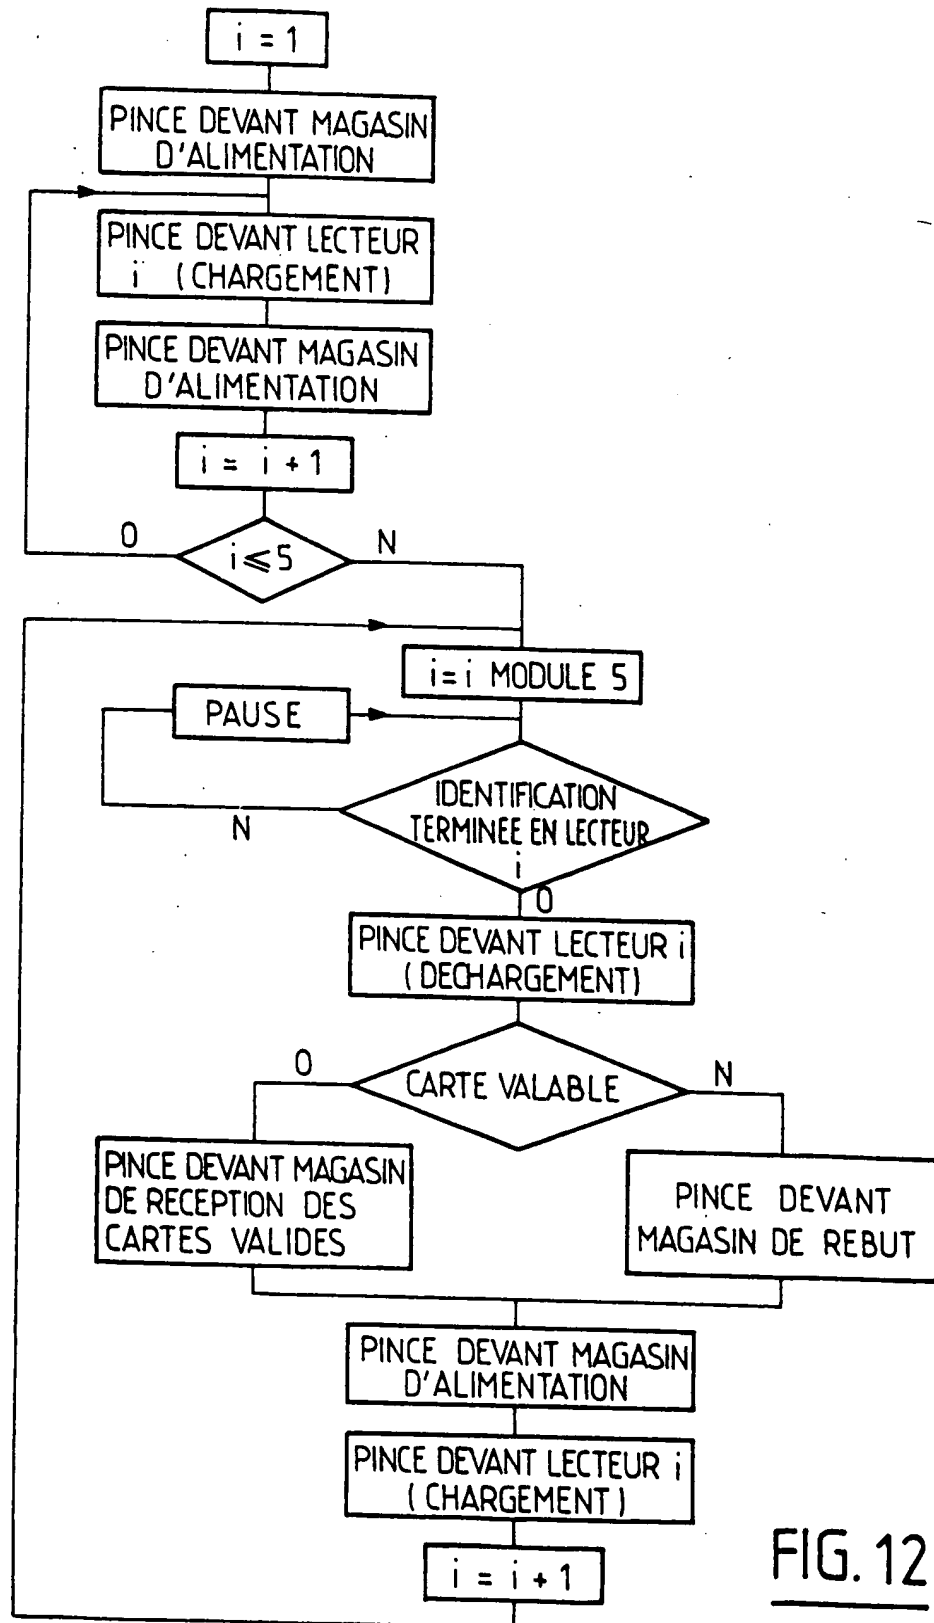 i = 1
PINCE DEVANT MAGASIN
D'ALIMENTATION
PINCE DEVANT LECTEUR
i (CHARGEMENT)
PINCE DEVANT MAGASIN
D'ALIMENTATION
i = i + 1
O
i ⩽ 5
N
i = i MODULE 5
PAUSE
IDENTIFICATION
TERMINEE EN LECTEUR
i
N
O
PINCE DEVANT LECTEUR i
(DECHARGEMENT)
O
CARTE VALABLE
N
PINCE DEVANT MAGASIN
DE RECEPTION DES
CARTES VALIDES
PINCE DEVANT
MAGASIN DE REBUT
PINCE DEVANT MAGASIN
D'ALIMENTATION
PINCE DEVANT LECTEUR i
(CHARGEMENT)
i = i + 1
FIG. 12